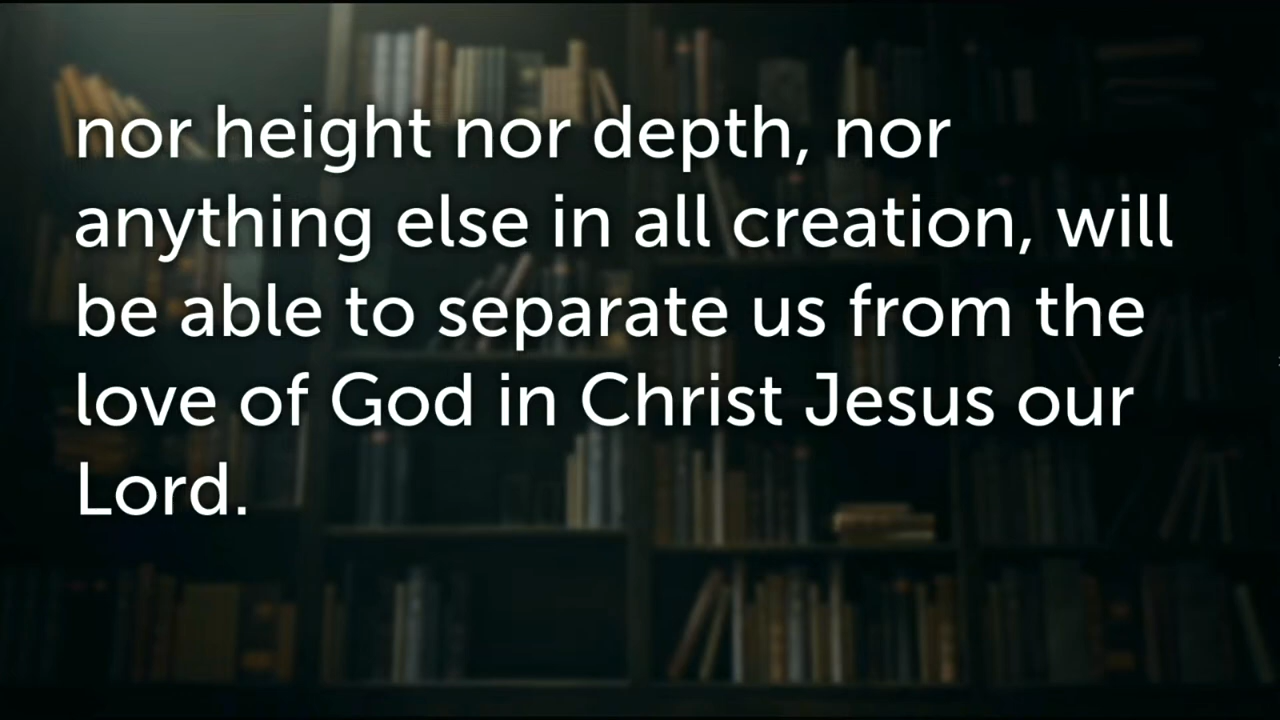 nor height nor depth, nor
anything else in all creation, will
be able to separate us from the
love of God in Christ Jesus our
Lord.